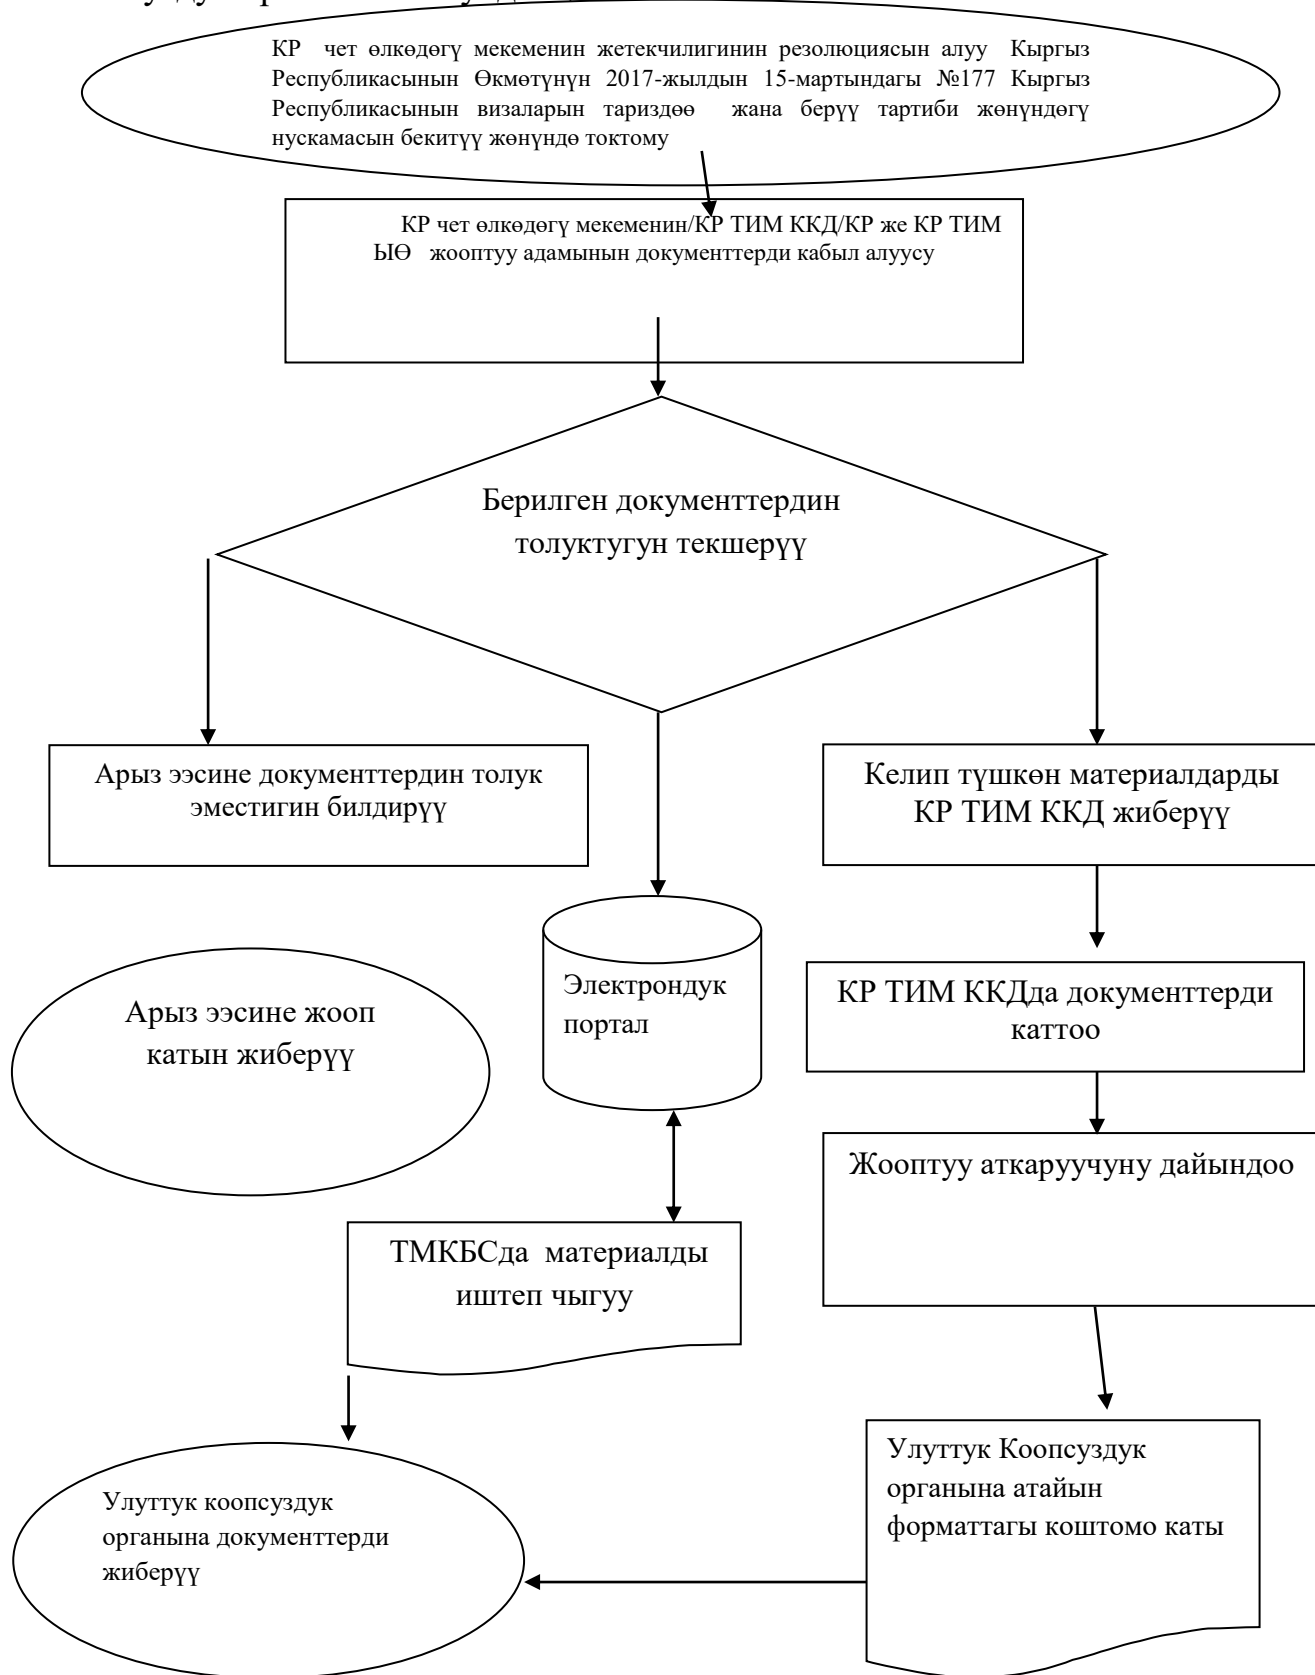 КР чет өлкөдөгү мекеменин жетекчилигинин резолюциясын алуу Кыргыз
Республикасынын Өкмөтүнүн 2017-жылдын 15-мартындагы №177 Кыргыз
Республикасынын визаларын тариздөө жана берүү тартиби жөнүндөгү
нускамасын бекитүү жөнүндө токтому
КР чет өлкөдөгү мекеменин/КР ТИМ ККД/КР же КР ТИМ
ЫӨ жооптуу адамынын документтерди кабыл алуусу
Берилген документтердин
толуктугун текшерүү
Арыз ээсине документтердин толук
эместигин билдирүү
Келип түшкөн материалдарды
КР ТИМ ККД жиберүү
Электрондук
портал
КР ТИМ ККДда документтерди
каттоо
Арыз ээсине жооп
катын жиберүү
Жооптуу аткаруучуну дайындоо
ТМКБСда материалды
иштеп чыгуу
Улуттук Коопсуздук
органына атайын
форматтагы коштомо каты
Улуттук коопсуздук
органына документтерди
жиберүү